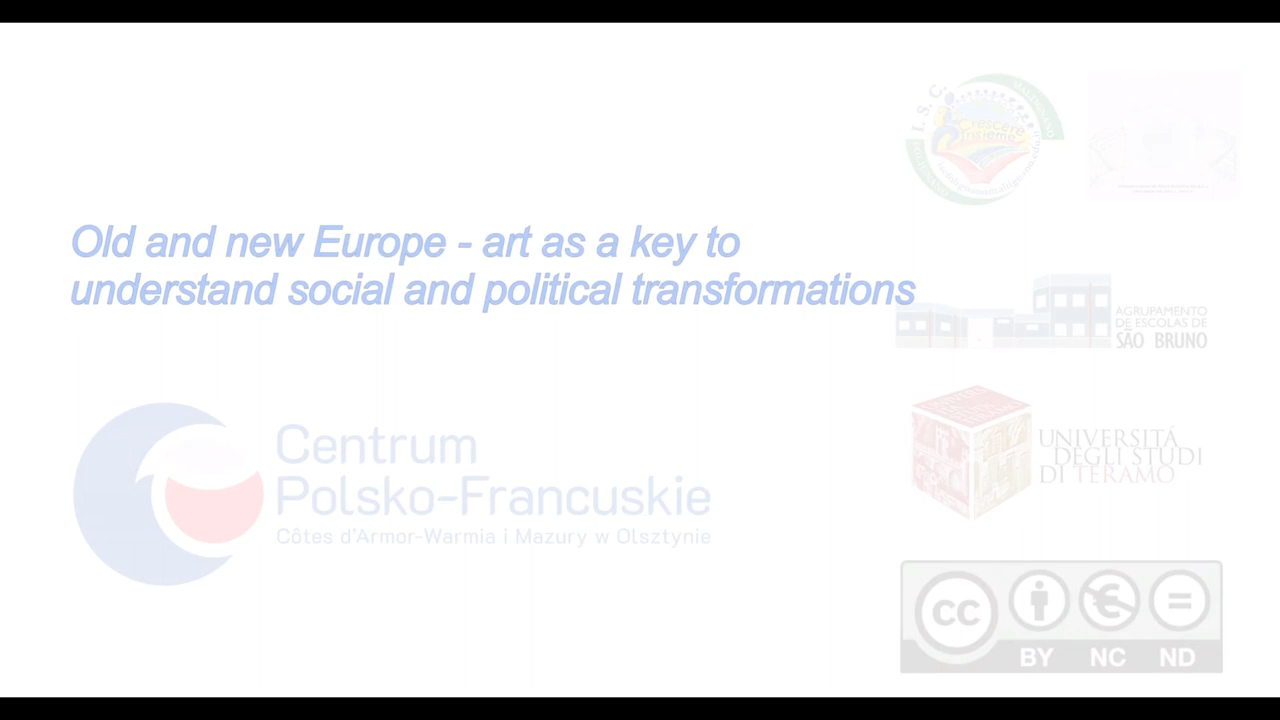 Old and new Europe - art as a key to
understand social and political transformations
Centrum
Polsko-Francuskie
Côtes d'Armor-Warmia i Mazury w Olsztynie
I. S. C.
Crescere
Insieme
AGRUPAMENTO
DE ESCOLAS DE
SÃO BRUNO
UNIVERSITÀ
DEGLI STUDI
DI TERAMO
cc
BY NC ND